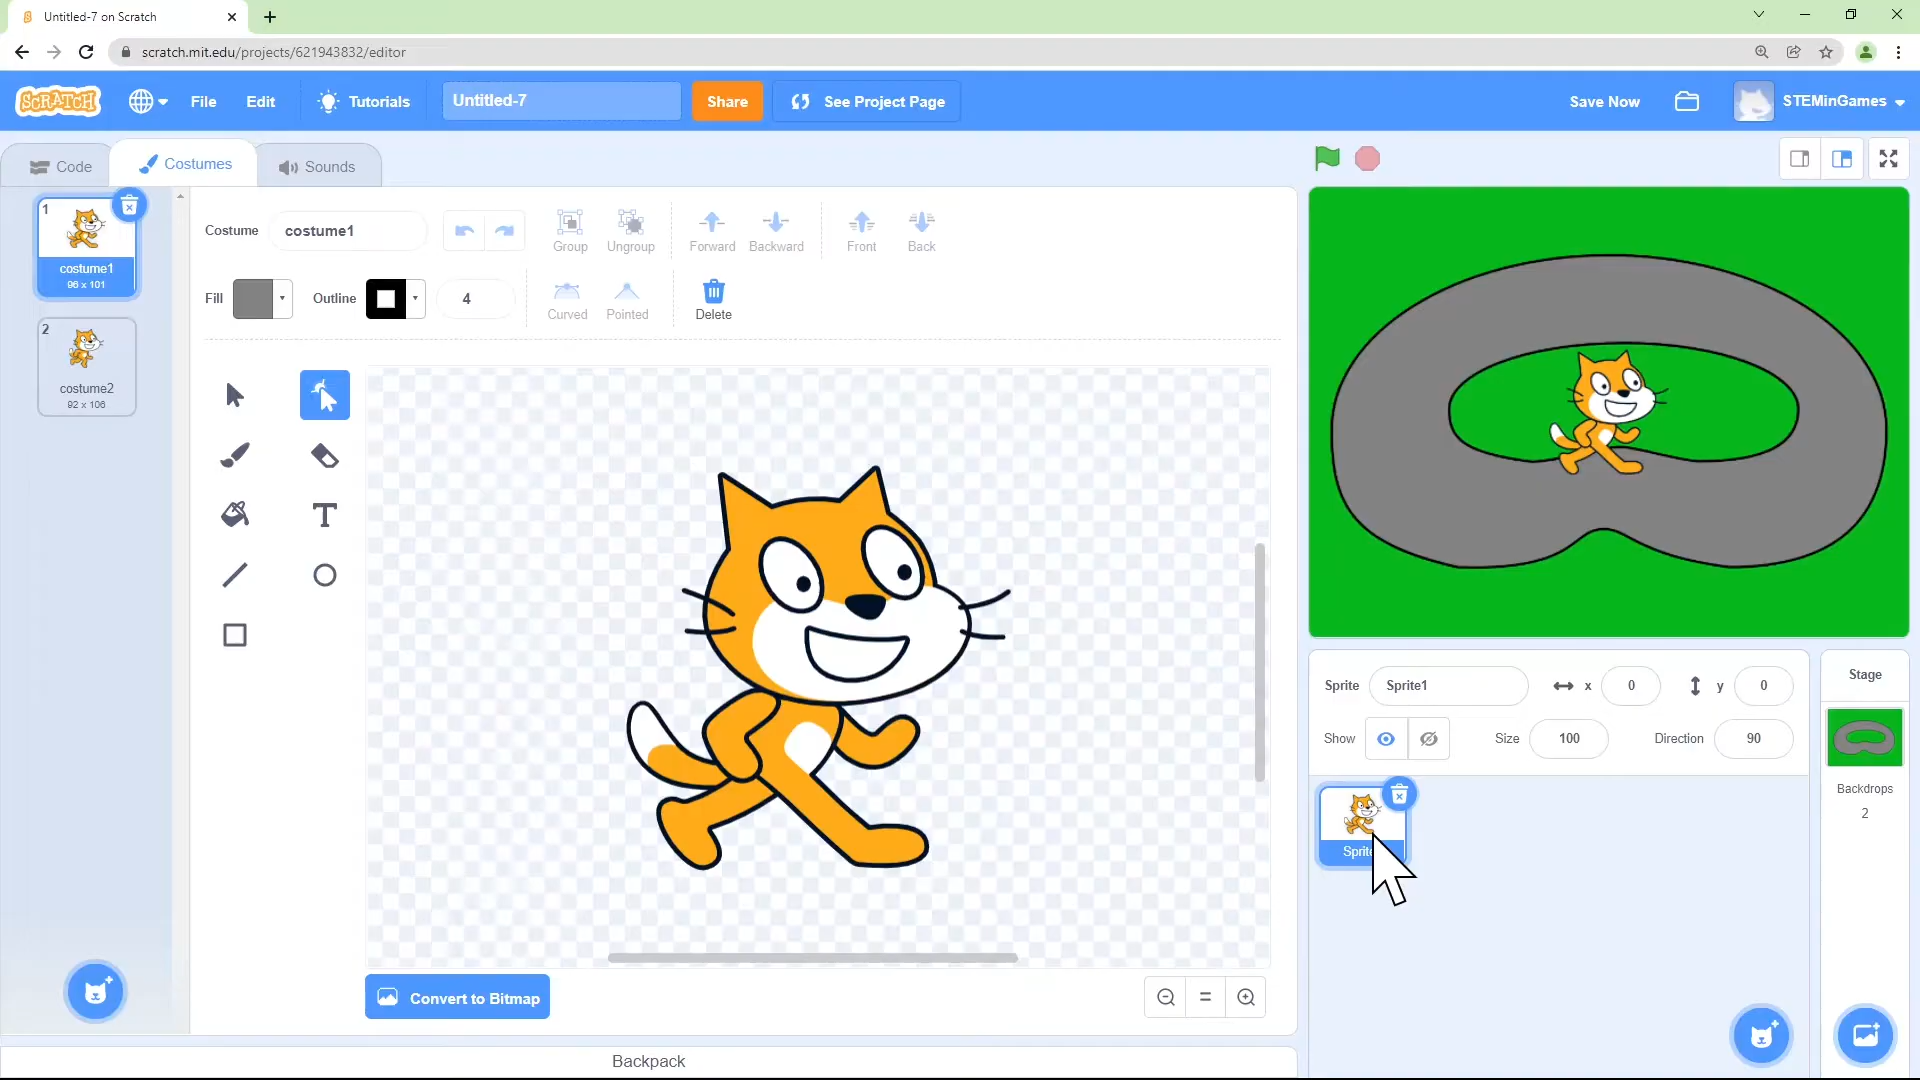 Untitled-7 on Scratch
scratch.mit.edu/projects/621943832/editor
SCRATCH
File
Edit
Tutorials
Untitled-7
Share
See Project Page
Save Now
STEMinGames
Code
Costumes
Sounds
1
costume1
96 x 101
2
costume2
92 x 106
Costume
costume1
Group
Ungroup
Forward
Backward
Front
Back
Fill
Outline
4
Curved
Pointed
Delete
T
Convert to Bitmap
Backpack
Sprite
Sprite1
x
0
y
0
Show
Size
100
Direction
90
Stage
Backdrops
2